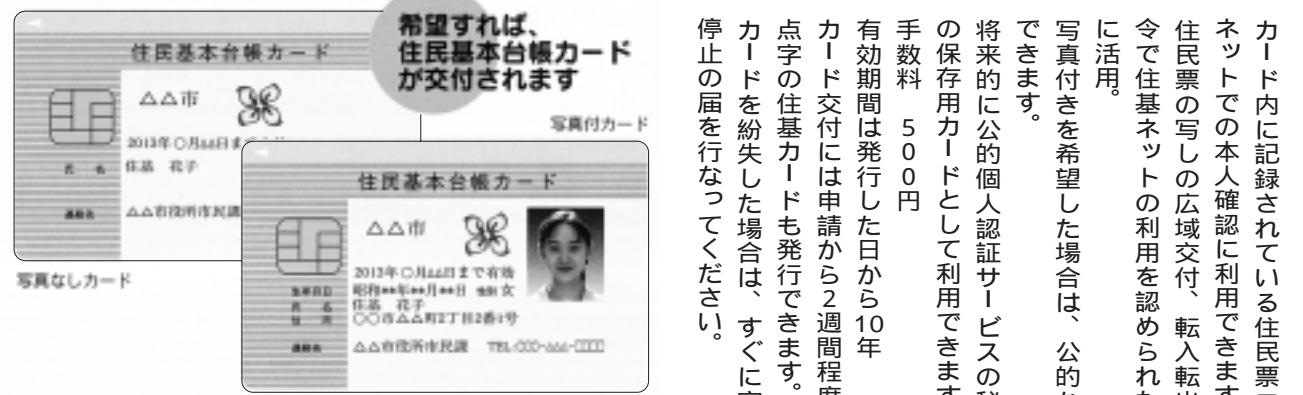 希望すれば、
住民基本台帳カード
が交付されます
住民基本台帳カード
△△市
2013年○月△△日ま
氏 名
住基 花子
連絡先
△△市役所市民課
写真なしカード
写真付カード
住民基本台帳カード
△△市
2013年○月△△日まで有効
生年月日
昭和**年**月**日 性別 女
氏 名
住基 花子
住 所
○○市△△町2丁目2番1号
連絡先
△△市役所市民課 TEL:○○○-△△△-□□□□
カード内に記録されている住民票
ネットでの本人確認に利用できます
住民票の写しの広域交付、転入転出
令で住基ネットの利用を認められた
に活用。
写真付きを希望した場合は、公的な
できます。
将来的に公的個人認証サービスの秘
の保存用カードとして利用できます
手数料 500円
有効期間は発行した日から10年
カード交付には申請から2週間程度
点字の住基カードも発行できます。
カードを紛失した場合は、すぐに
停止の届を行なってください。